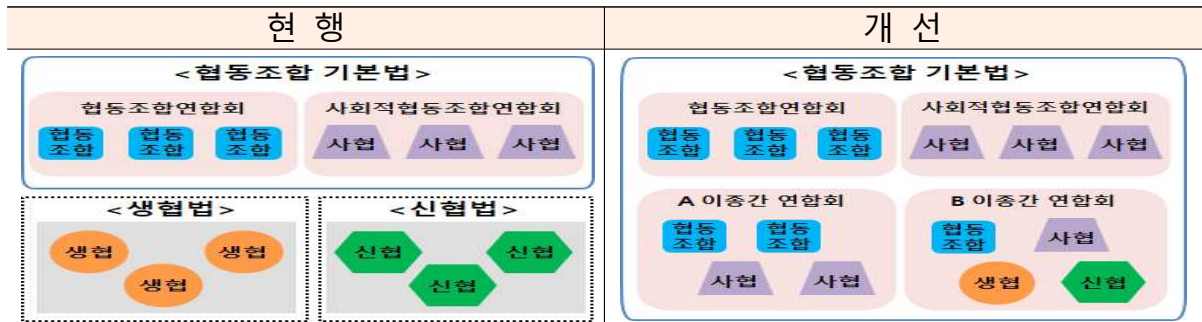 현 행
개 선
<협동조합 기본법>
협동조합연합회
사회적협동조합연합회
협동
조합
협동
조합
협동
조합
사협
사협
사협
<생협법>
<신협법>
생협
생협
생협
신협
신협
신협
<협동조합 기본법>
협동조합연합회
사회적협동조합연합회
협동
조합
협동
조합
협동
조합
사협
사협
사협
A 이종간 연합회
B 이종간 연합회
협동
조합
협동
조합
사협
사협
협동
조합
사협
생협
신협